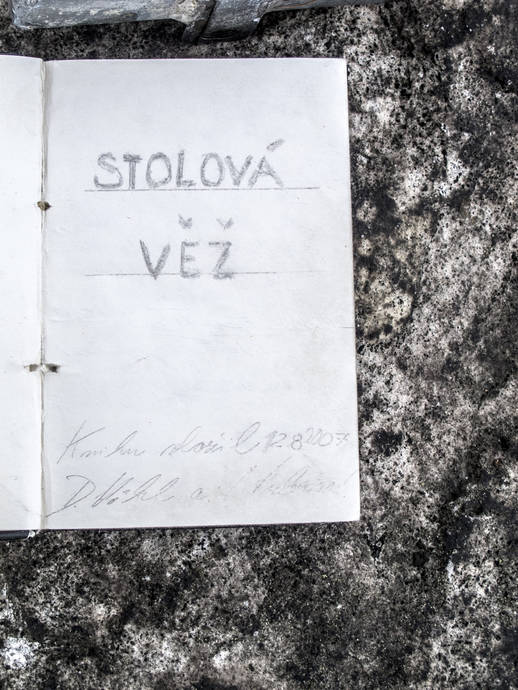 STOLOVÁ
VĚŽ
Knihu vložil 12.8.2007
D. a